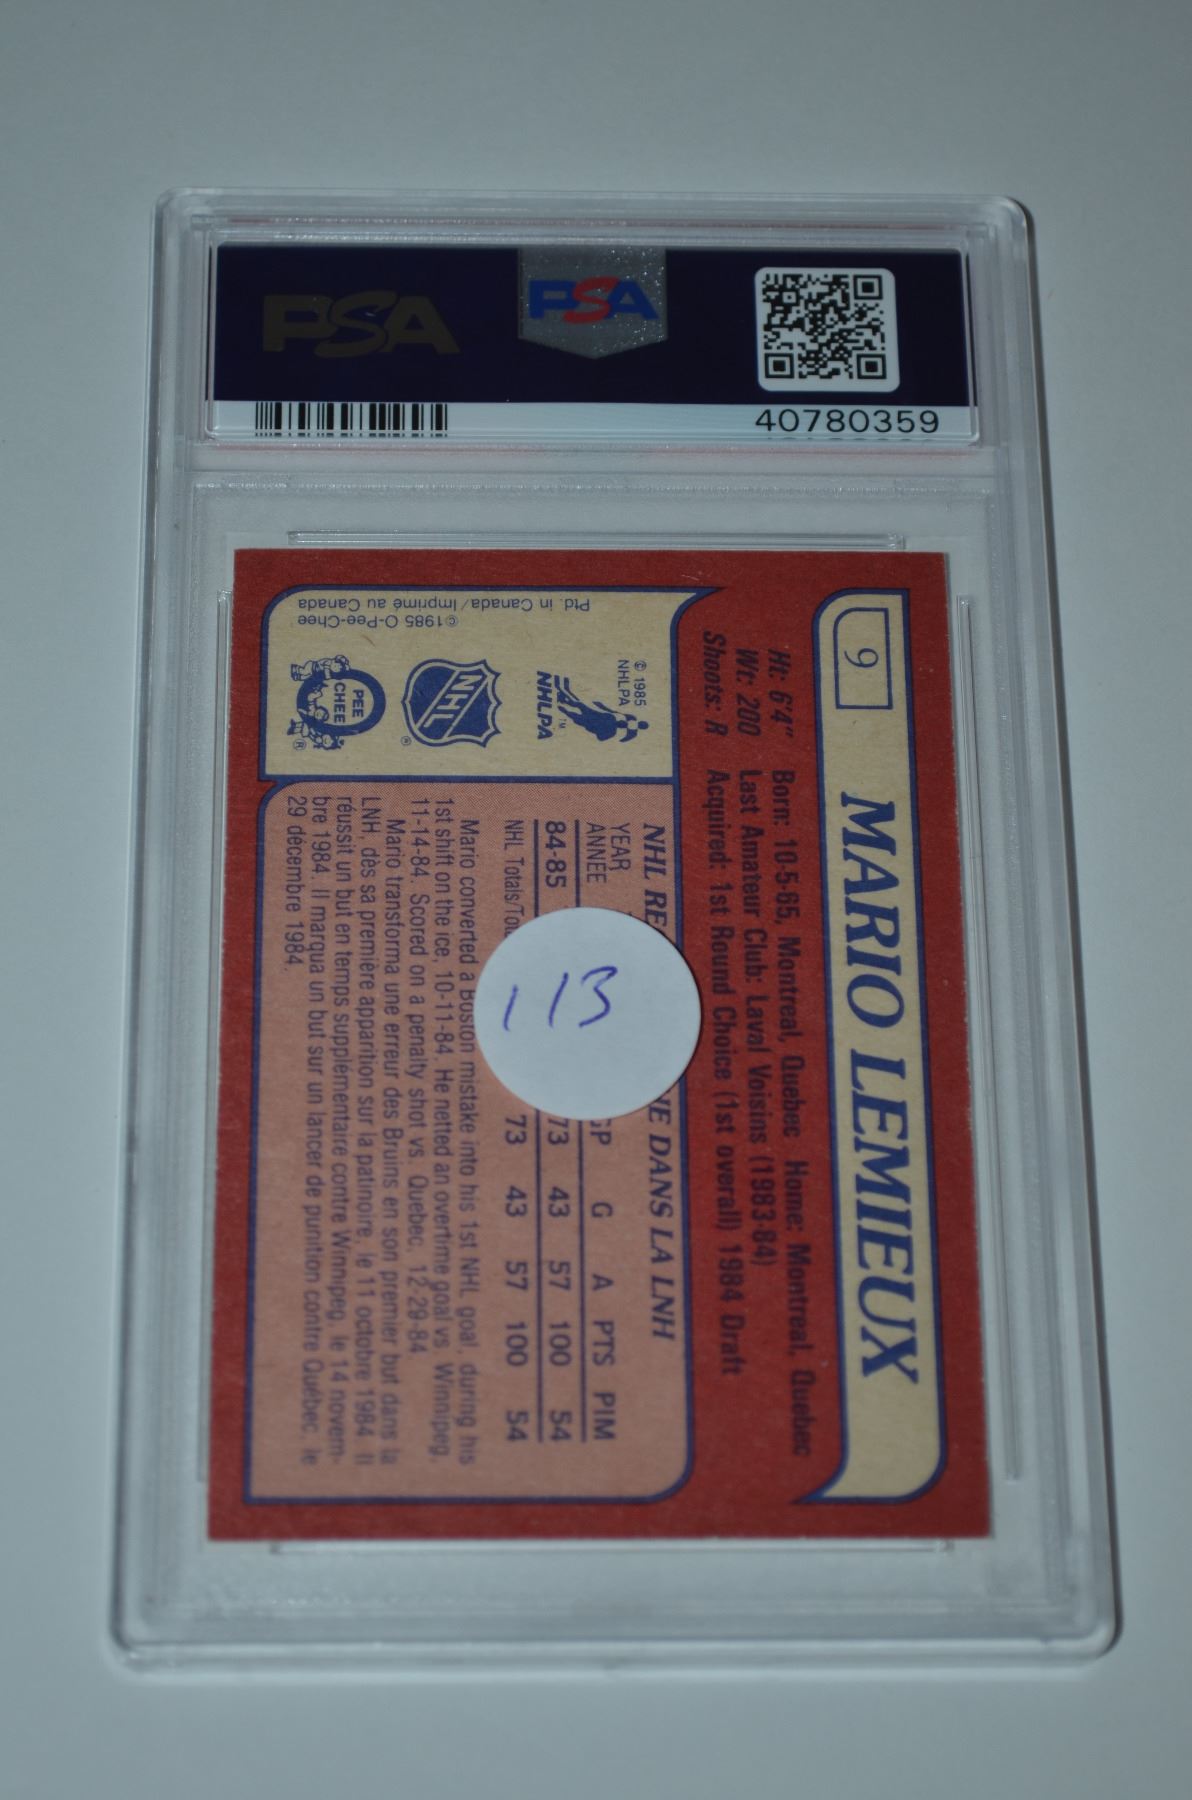 PSA
PSA
40780359
9
MARIO LEMIEUX
Ht: 6'4" Born: 10-5-65, Montreal, Quebec Home: Montreal, Quebec
Wt: 200 Last Amateur Club: Laval Voisins (1983-84)
Shoots: R Acquired: 1st Round Choice (1st overall) 1984 Draft
© 1985
NHLPA
NHLPA
TM
NHL
®
PEE
CHEE
®
©1985 O-Pee-Chee
Ptd. in Canada/Imprimé au Canada
NHL RE
HE DANS LA LNH
YEAR
ANNEE GP G A PTS PIM
84-85 73 43 57 100 54
NHL Totals/Tot 73 43 57 100 54
Mario converted a Boston mistake into his 1st NHL goal, during his
1st shift on the ice, 10-11-84. He netted an overtime goal vs. Winnipeg,
11-14-84. Scored on a penalty shot vs. Quebec, 12-29-84.
Mario transforma une erreur des Bruins en son premier but dans la
LNH, dès sa première apparition sur la patinoire, le 11 octobre 1984. Il
réussit un but en temps supplémentaire contre Winnipeg, le 14 novem-
bre 1984. Il marqua un but sur un lancer de punition contre Québec, le
29 décembre 1984.
113